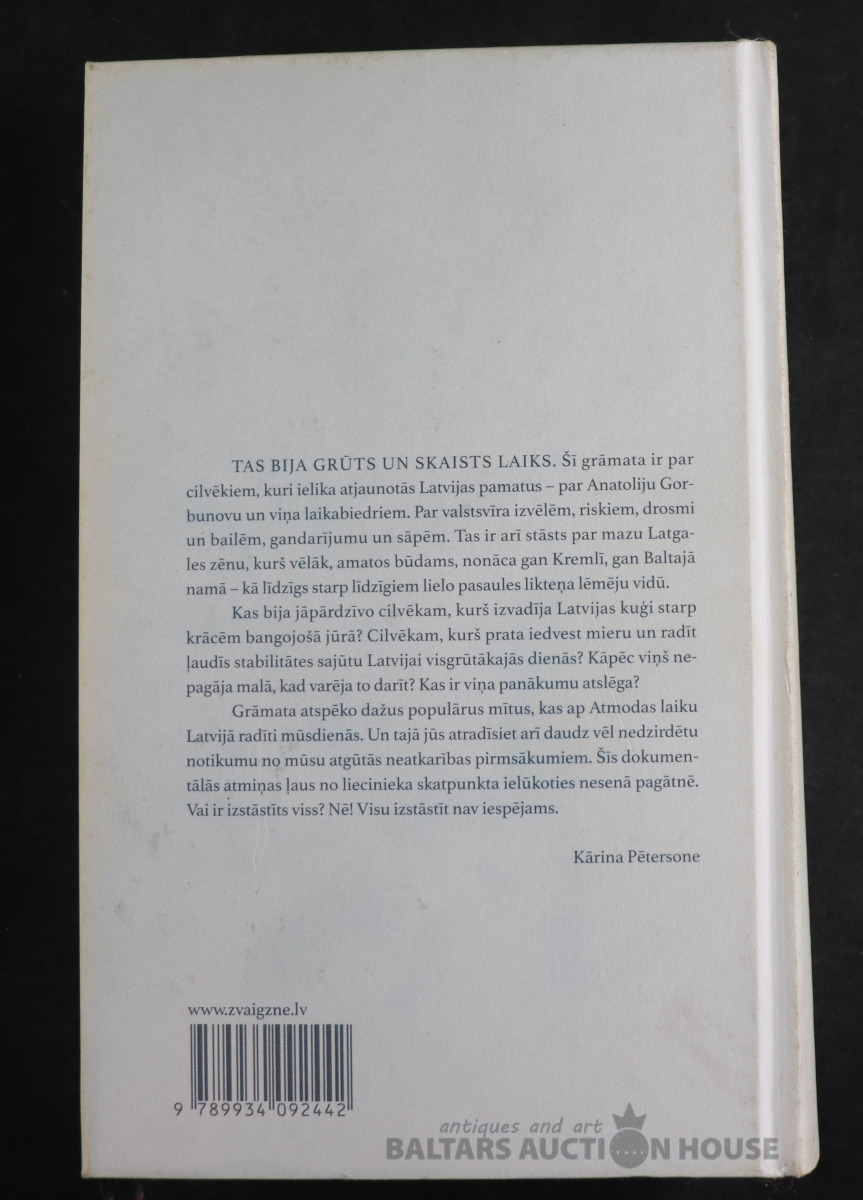 TAS BIJA GRŪTS UN SKAISTS LAIKS. Šī grāmata ir par
cilvēkiem, kuri ielika atjaunotās Latvijas pamatus – par Anatoliju Gor-
bunovu un viņa laikabiedriem. Par valstsvīra izvēlēm, riskiem, drosmi
un bailēm, gandarījumu un sāpēm. Tas ir arī stāsts par mazu Latga-
les zēnu, kurš vēlāk, amatos būdams, nonāca gan Kremlī, gan Baltajā
namā – kā līdzīgs starp līdzīgiem lielo pasaules likteņa lēmēju vidū.
Kas bija jāpārdzīvo cilvēkam, kurš izvadīja Latvijas kuģi starp
krācēm bangojošā jūrā? Cilvēkam, kurš prata iedvest mieru un radīt
ļaudīs stabilitātes sajūtu Latvijai visgrūtākajās dienās? Kāpēc viņš ne-
pagāja malā, kad varēja to darīt? Kas ir viņa panākumu atslēga?
Grāmata atspēko dažus populārus mītus, kas ap Atmodas laiku
Latvijā radīti mūsdienās. Un tajā jūs atradīsiet arī daudz vēl nedzirdētu
notikumu no mūsu atgūtās neatkarības pirmsākumiem. Šīs dokumen-
tālās atmiņas ļaus no liecinieka skatpunkta ielūkoties nesenā pagātnē.
Vai ir izstāstīts viss? Nē! Visu izstāstīt nav iespējams.
Kārina Pētersone
www.zvaigzne.lv
9 789934 092442
antiques and art
BALTARS AUCTION HOUSE